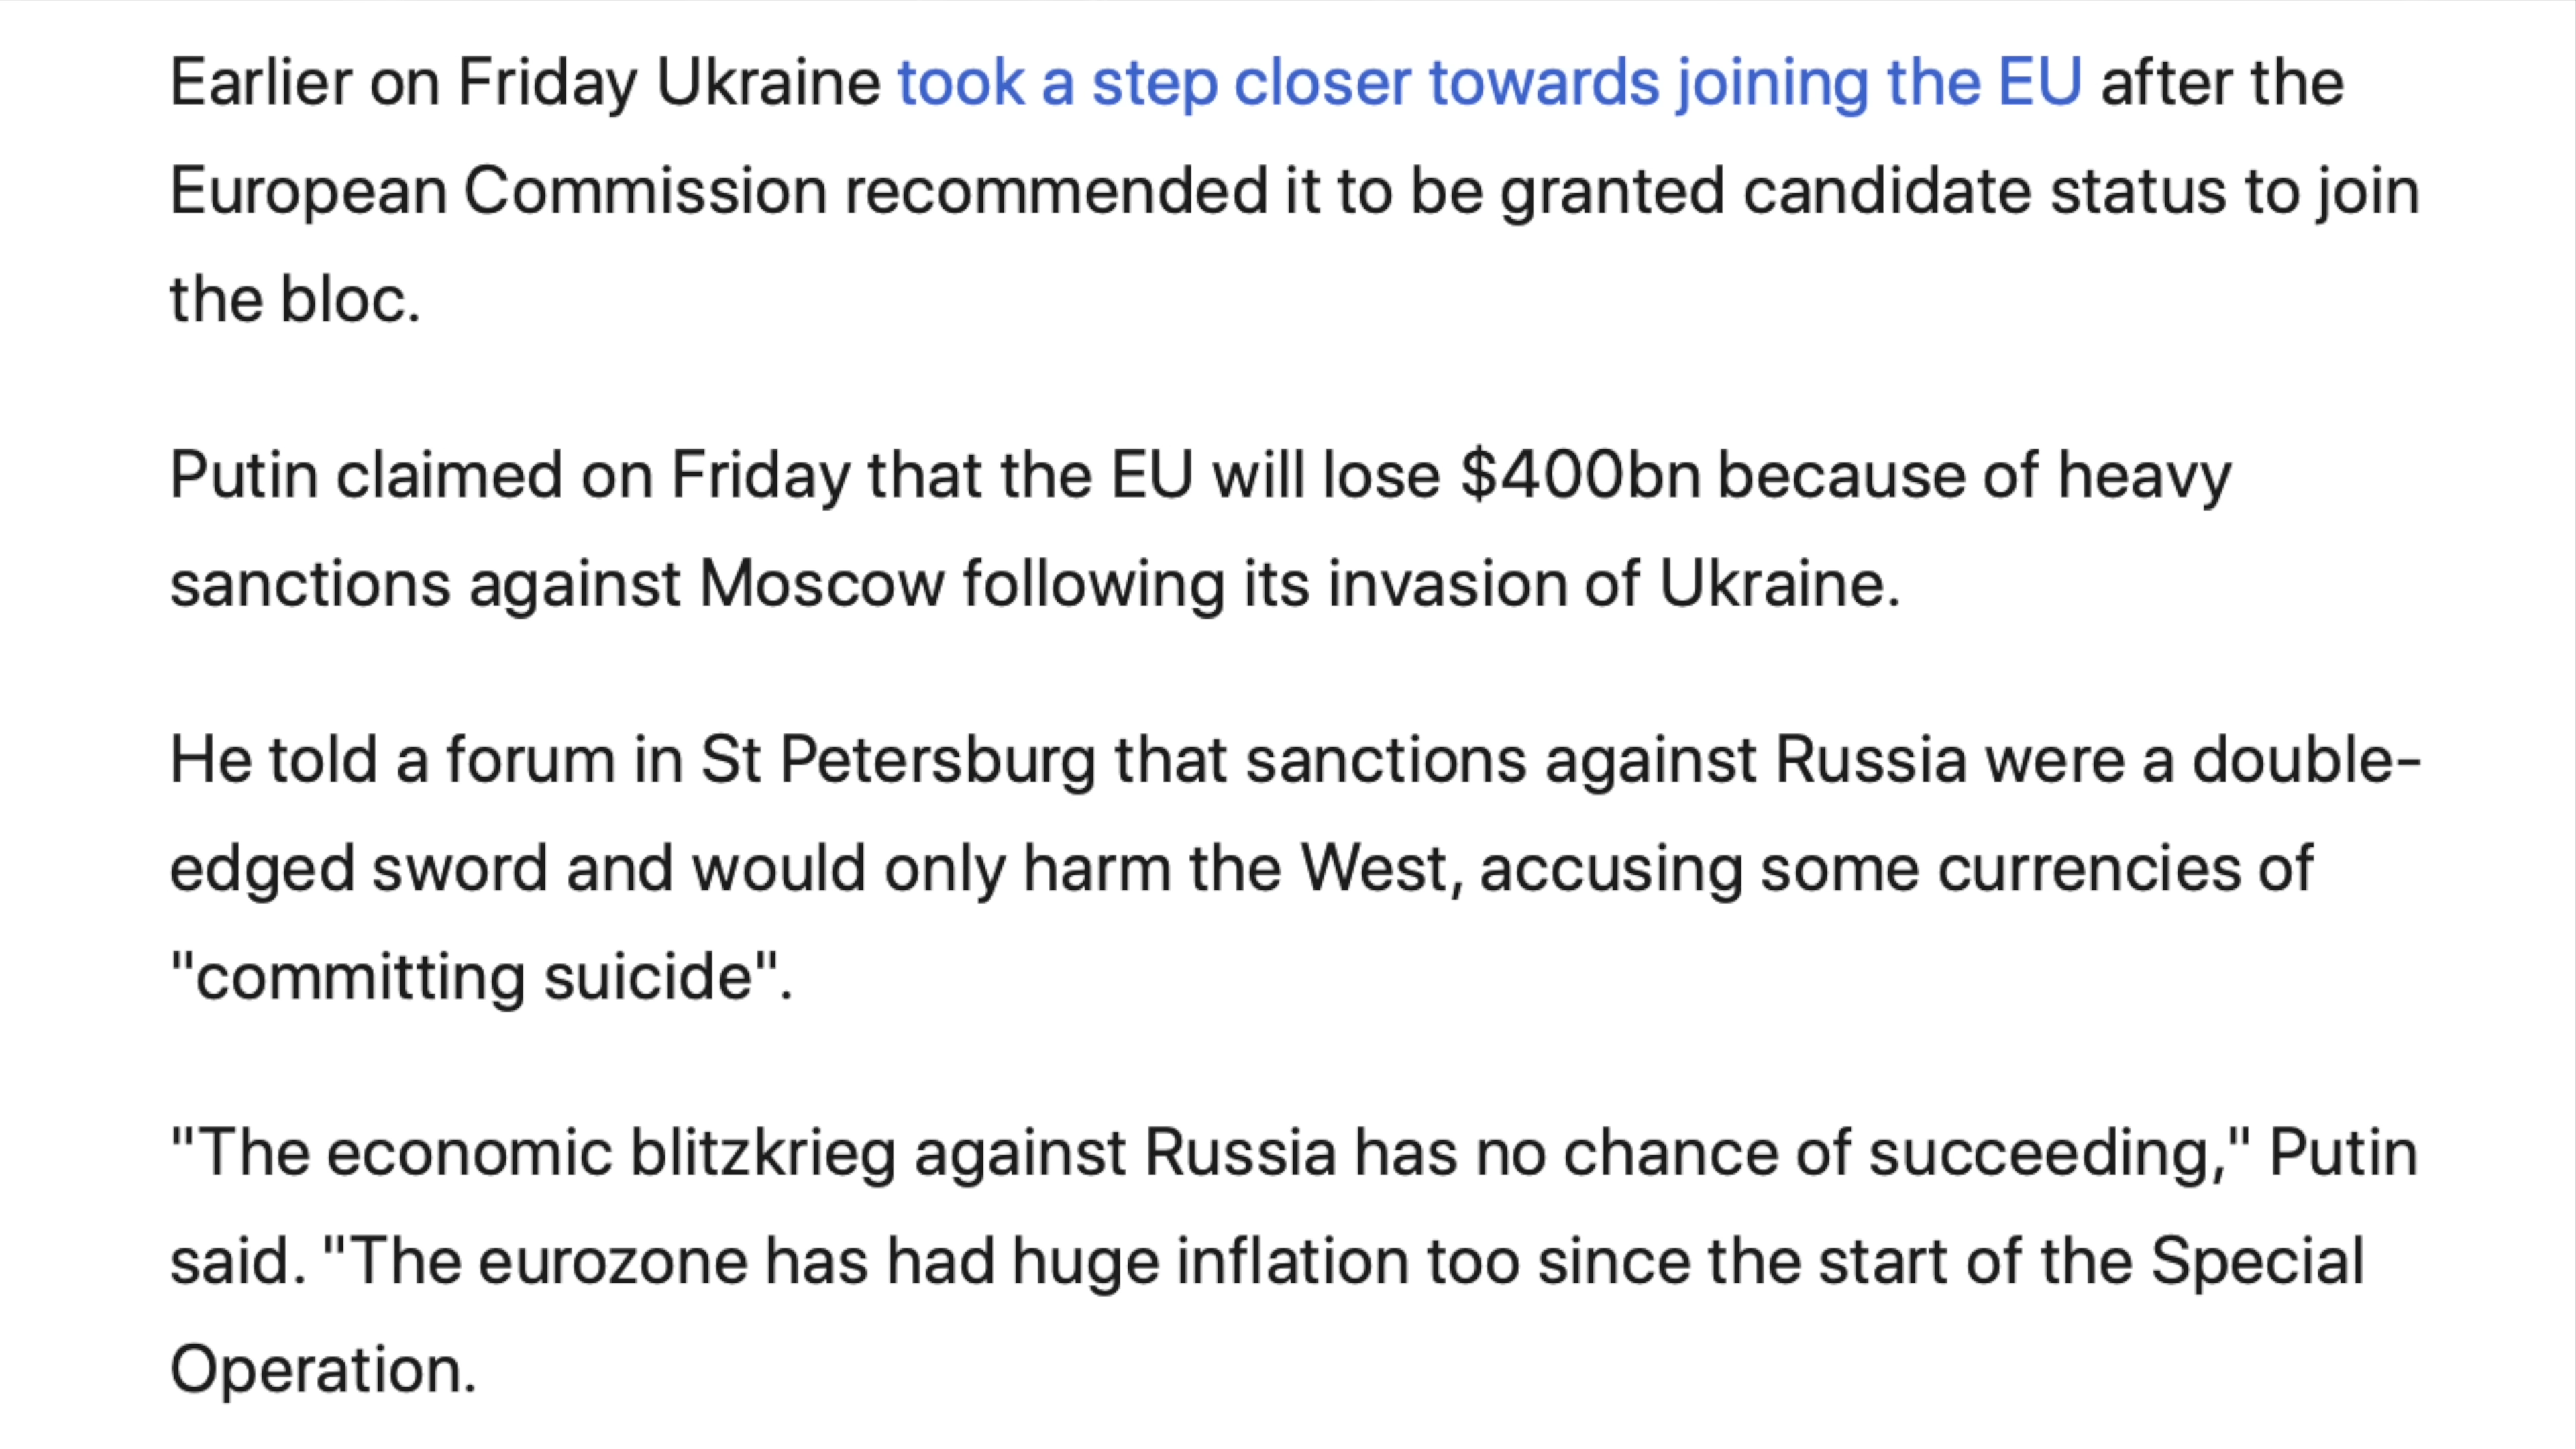 Earlier on Friday Ukraine took a step closer towards joining the EU after the
European Commission recommended it to be granted candidate status to join
the bloc.
Putin claimed on Friday that the EU will lose $400bn because of heavy
sanctions against Moscow following its invasion of Ukraine.
He told a forum in St Petersburg that sanctions against Russia were a double-
edged sword and would only harm the West, accusing some currencies of
"committing suicide".
"The economic blitzkrieg against Russia has no chance of succeeding," Putin
said. "The eurozone has had huge inflation too since the start of the Special
Operation.